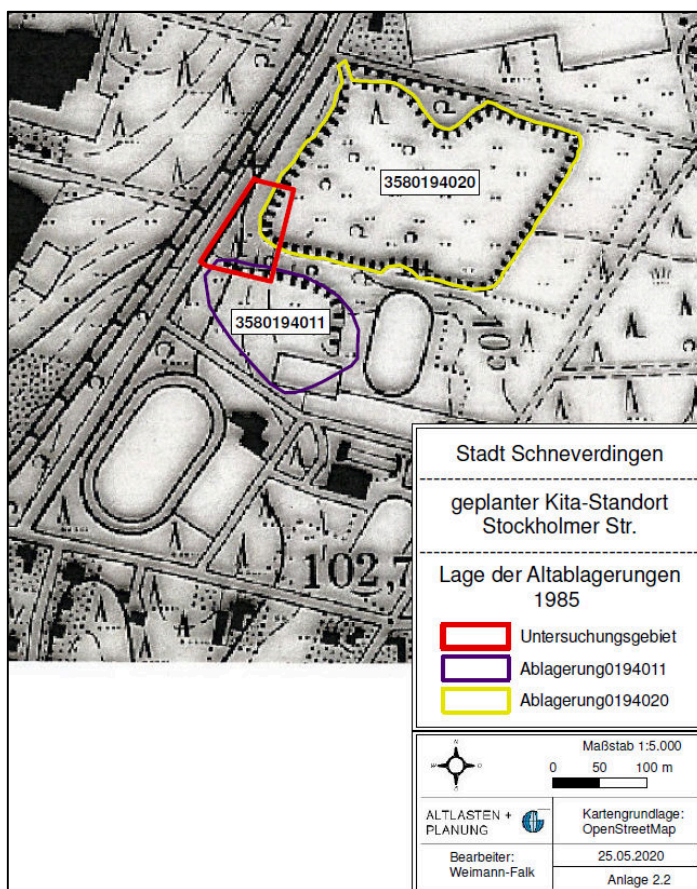 3580194020
3580194011
105
102,7
Stadt Schneverdingen
geplanter Kita-Standort
Stockholmer Str.
Lage der Altablagerungen
1985
Untersuchungsgebiet
Ablagerung0194011
Ablagerung0194020
N
W
O
S
Maßstab 1:5.000
0 50 100 m
ALTLASTEN +
PLANUNG
Kartengrundlage:
OpenStreetMap
Bearbeiter:
Weimann-Falk
25.05.2020
Anlage 2.2